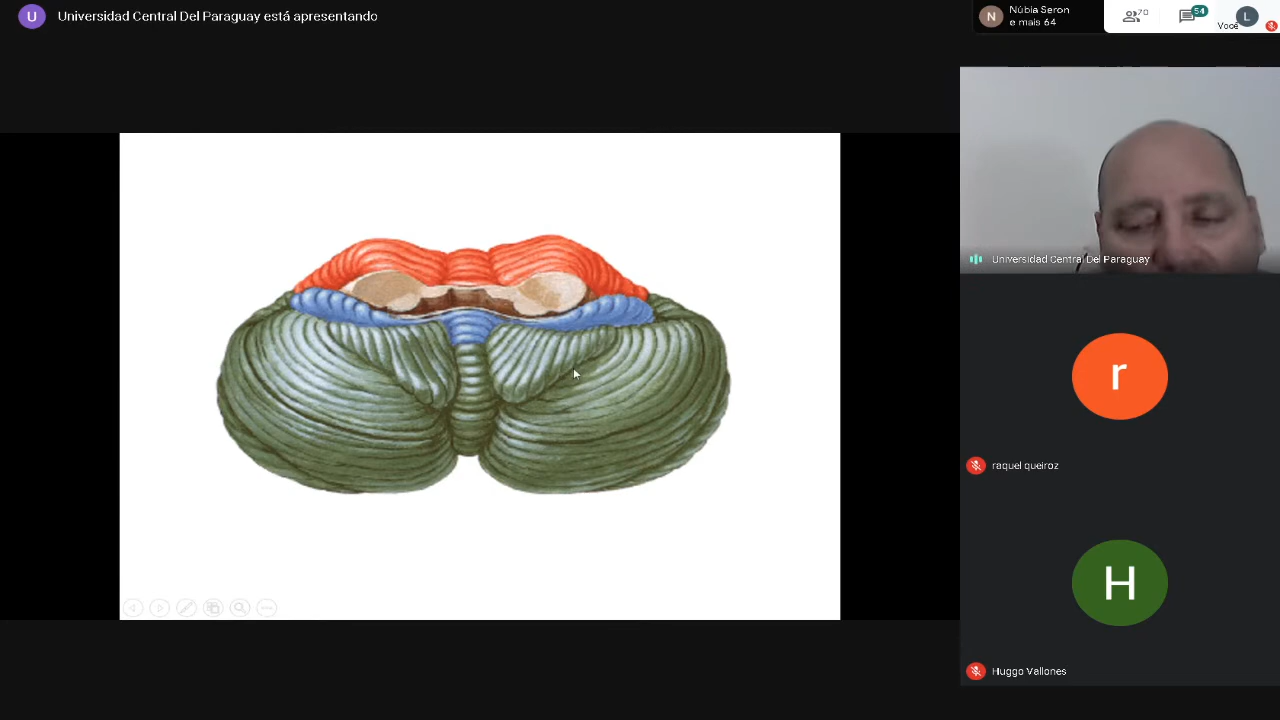 U
Universidad Central Del Paraguay está apresentando
N
Núbia Seron
e mais 64
70
54
L
Você
Universidad Central Del Paraguay
r
raquel queiroz
H
Huggo Vallones